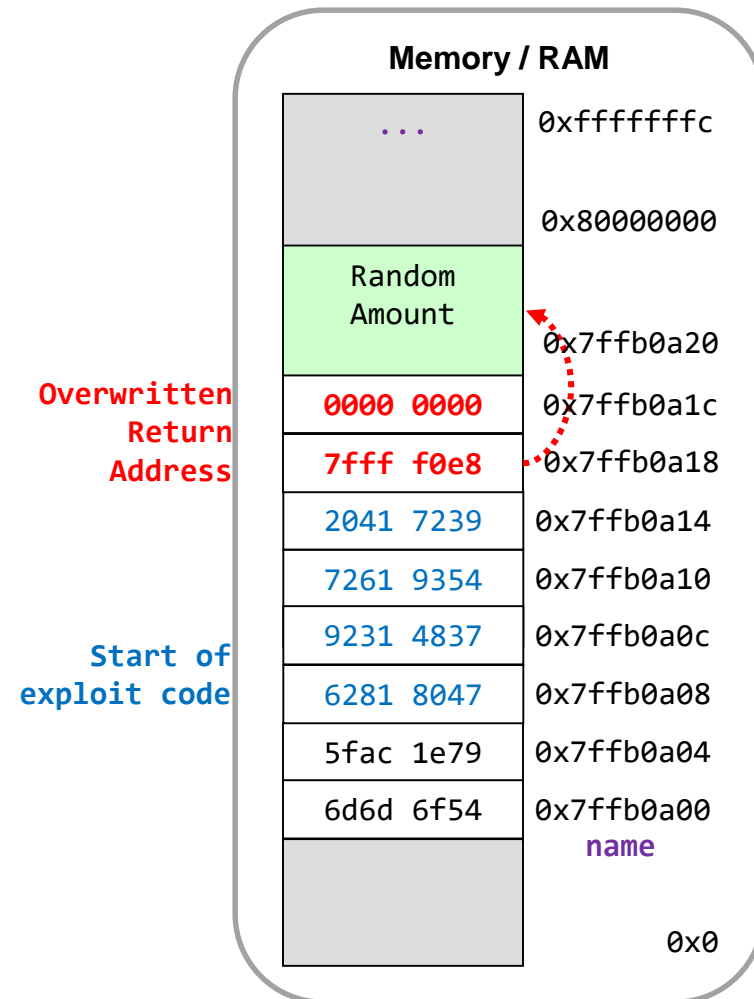 Memory / RAM
... 0xfffffffc
0x80000000
Random
Amount
0x7ffb0a20
Overwritten
Return
Address
0000 0000 0x7ffb0a1c
7fff f0e8 0x7ffb0a18
2041 7239 0x7ffb0a14
7261 9354 0x7ffb0a10
Start of
exploit code
9231 4837 0x7ffb0a0c
6281 8047 0x7ffb0a08
5fac 1e79 0x7ffb0a04
6d6d 6f54 0x7ffb0a00
name
0x0